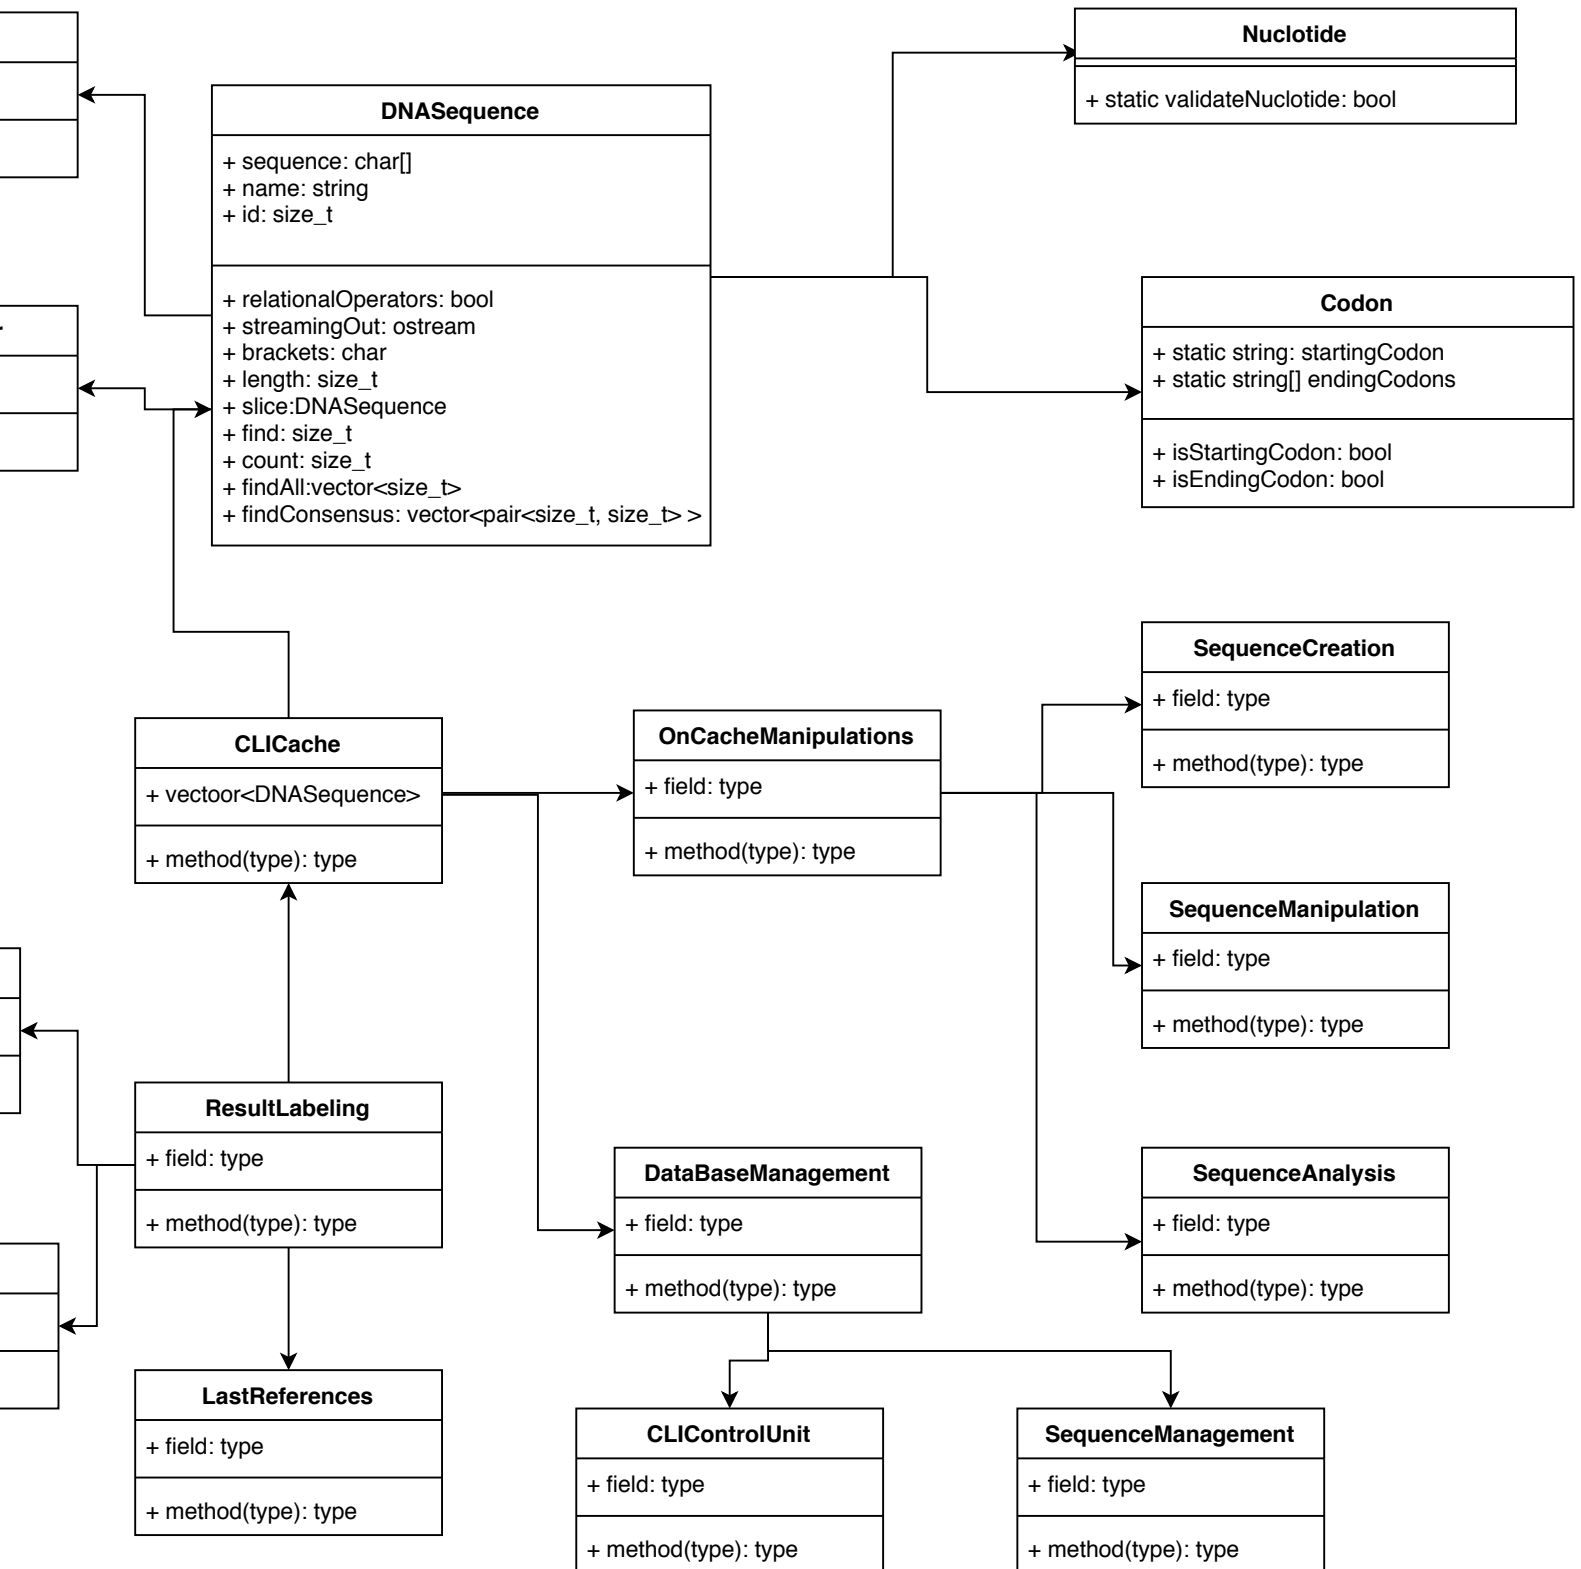 Nuclotide
+ static validateNuclotide: bool
DNASequence
+ sequence: char[]
+ name: string
+ id: size_t
+ relationalOperators: bool
+ streamingOut: ostream
+ brackets: char
+ length: size_t
+ slice:DNASequence
+ find: size_t
+ count: size_t
+ findAll:vector<size_t>
+ findConsensus: vector<pair<size_t, size_t> >
Codon
+ static string: startingCodon
+ static string[] endingCodons
+ isStartingCodon: bool
+ isEndingCodon: bool
CLICache
+ vectoor<DNASequence>
+ method(type): type
OnCacheManipulations
+ field: type
+ method(type): type
SequenceCreation
+ field: type
+ method(type): type
SequenceManipulation
+ field: type
+ method(type): type
ResultLabeling
+ field: type
+ method(type): type
DataBaseManagement
+ field: type
+ method(type): type
SequenceAnalysis
+ field: type
+ method(type): type
LastReferences
+ field: type
+ method(type): type
CLIControlUnit
+ field: type
+ method(type): type
SequenceManagement
+ field: type
+ method(type): type